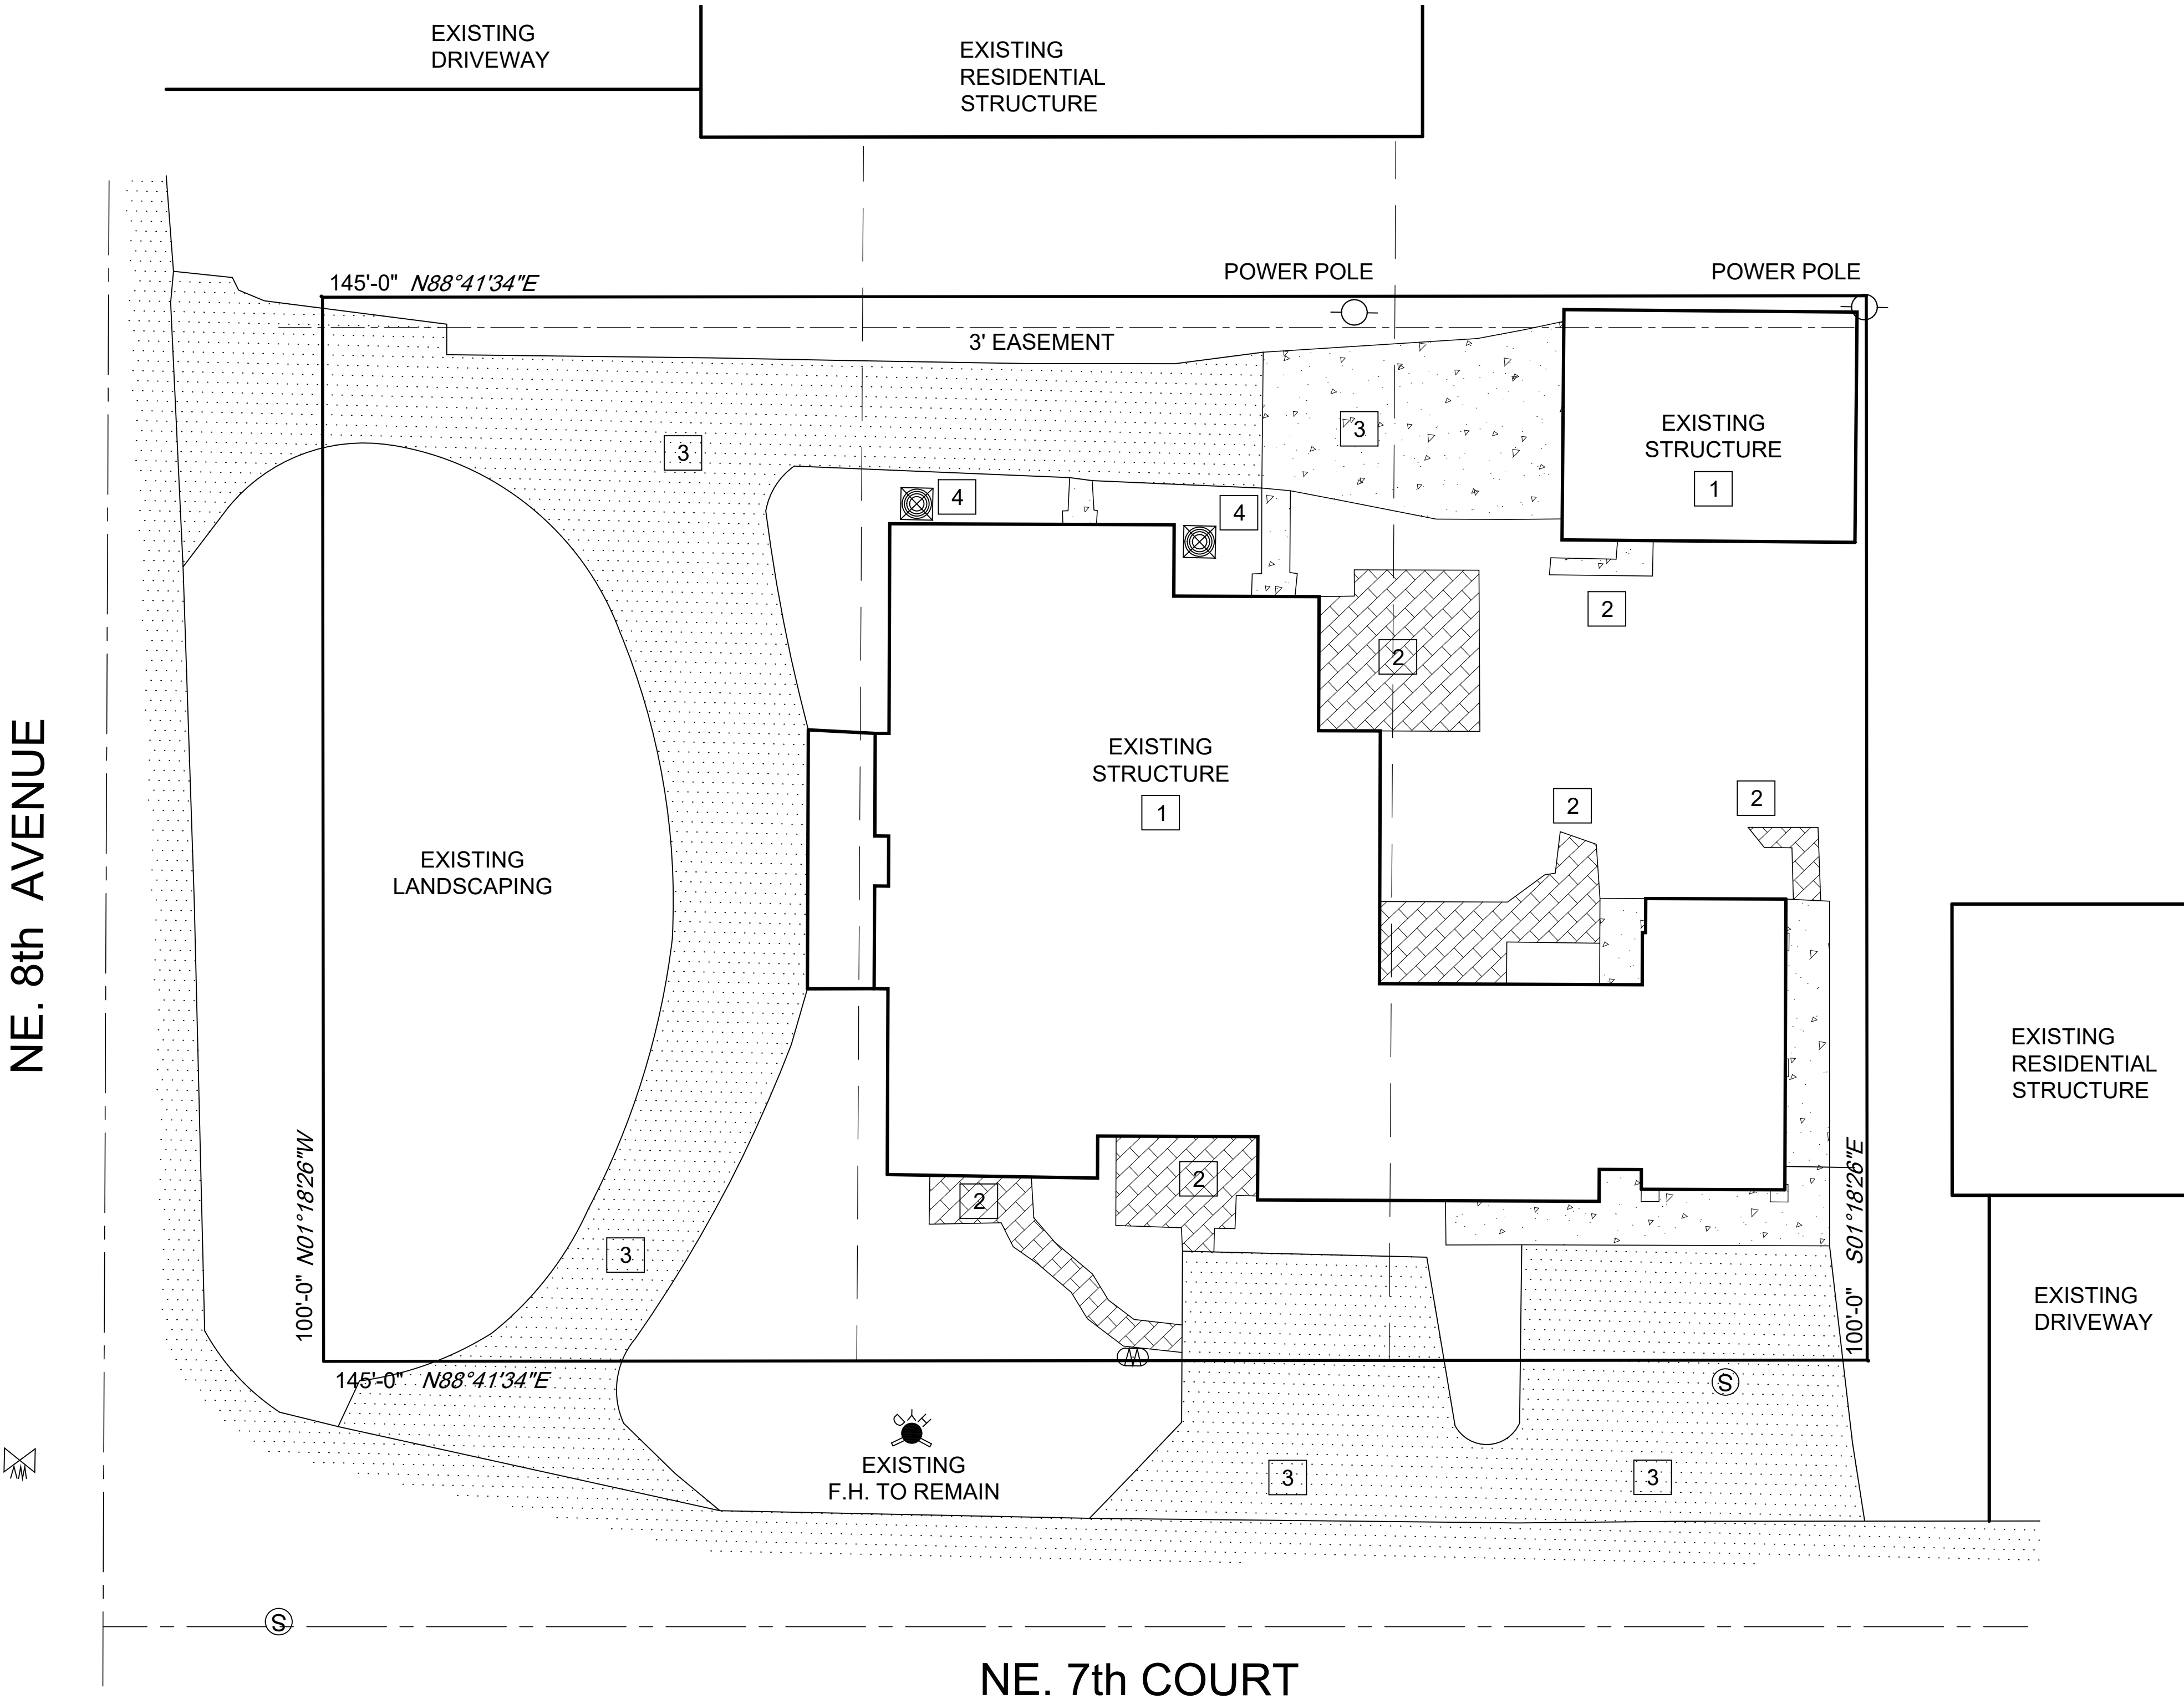 EXISTING
DRIVEWAY
EXISTING
RESIDENTIAL
STRUCTURE
POWER POLE
POWER POLE
145'-0" N88°41'34"E
3' EASEMENT
3
3
EXISTING
STRUCTURE
1
4
4
2
2
EXISTING
STRUCTURE
1
2
2
EXISTING
LANDSCAPING
NE. 8th AVENUE
EXISTING
RESIDENTIAL
STRUCTURE
100'-0" N01°18'26"W
S01°18'26"E
100'-0"
2
2
3
EXISTING
DRIVEWAY
145'-0" N88°41'34"E
S
EXISTING
F.H. TO REMAIN
3
3
S
NE. 7th COURT